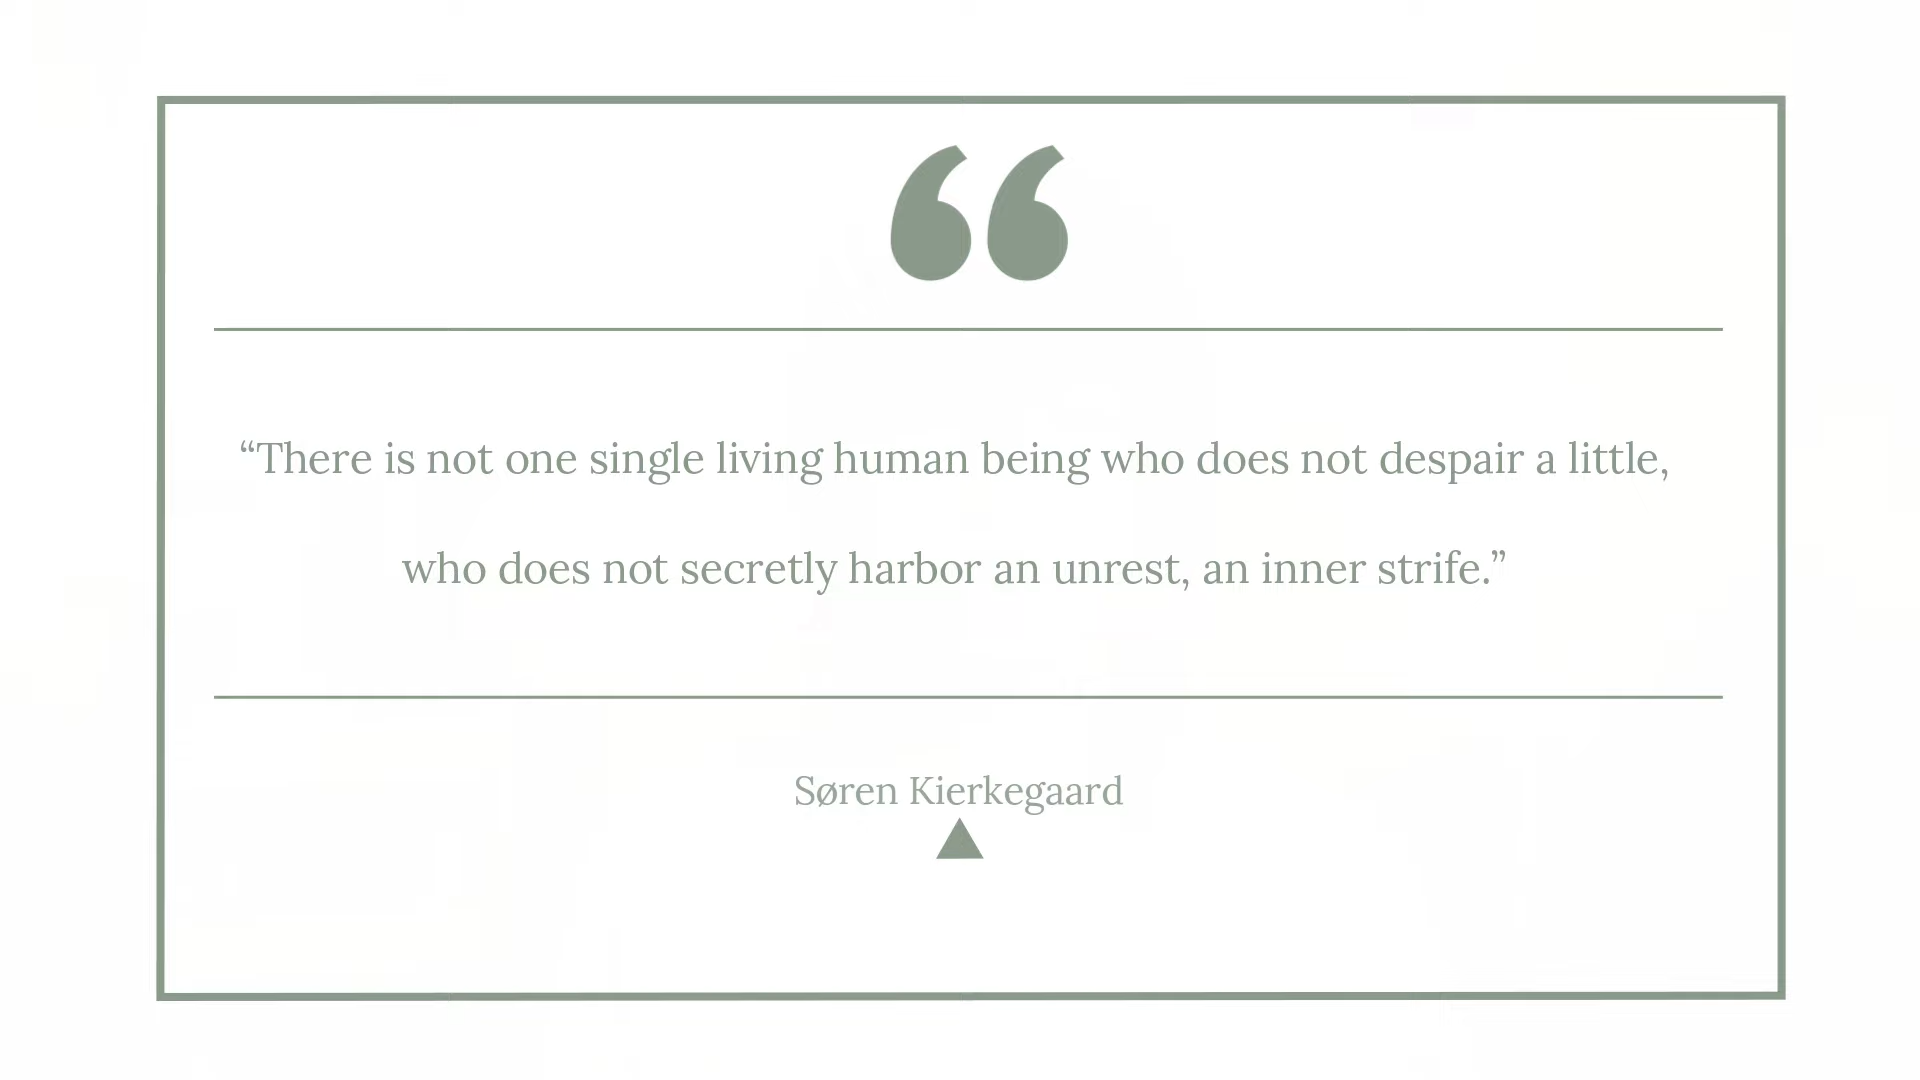 “There is not one single living human being who does not despair a little,
who does not secretly harbor an unrest, an inner strife.”
Søren Kierkegaard